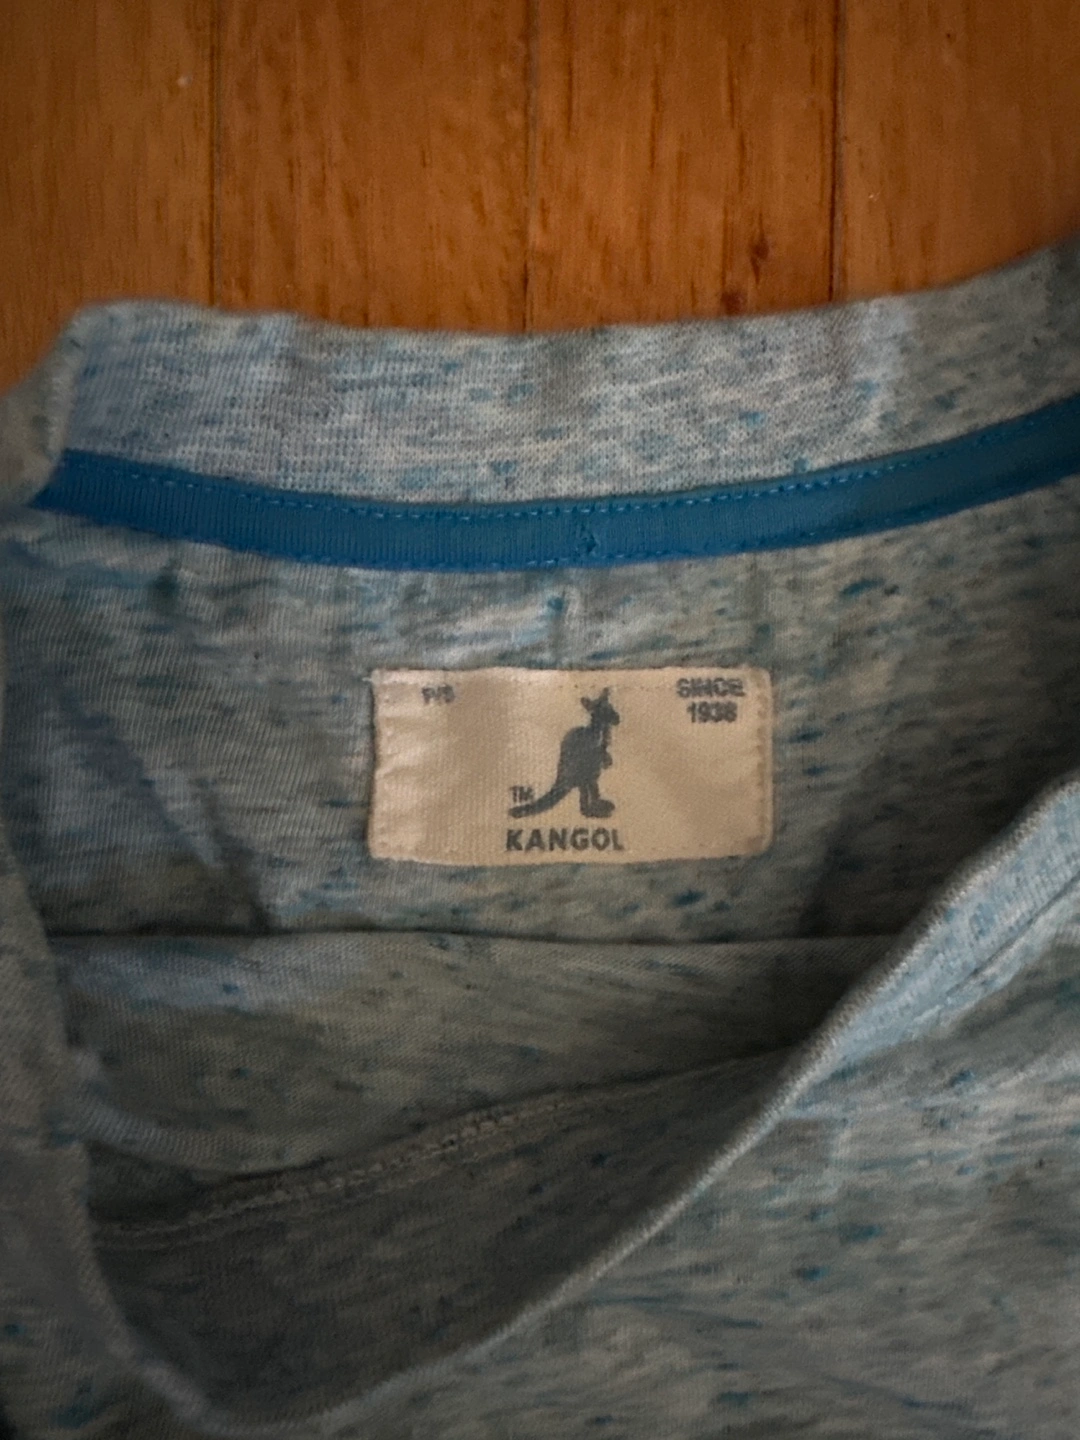 P/S
SINCE
1938
TM
KANGOL